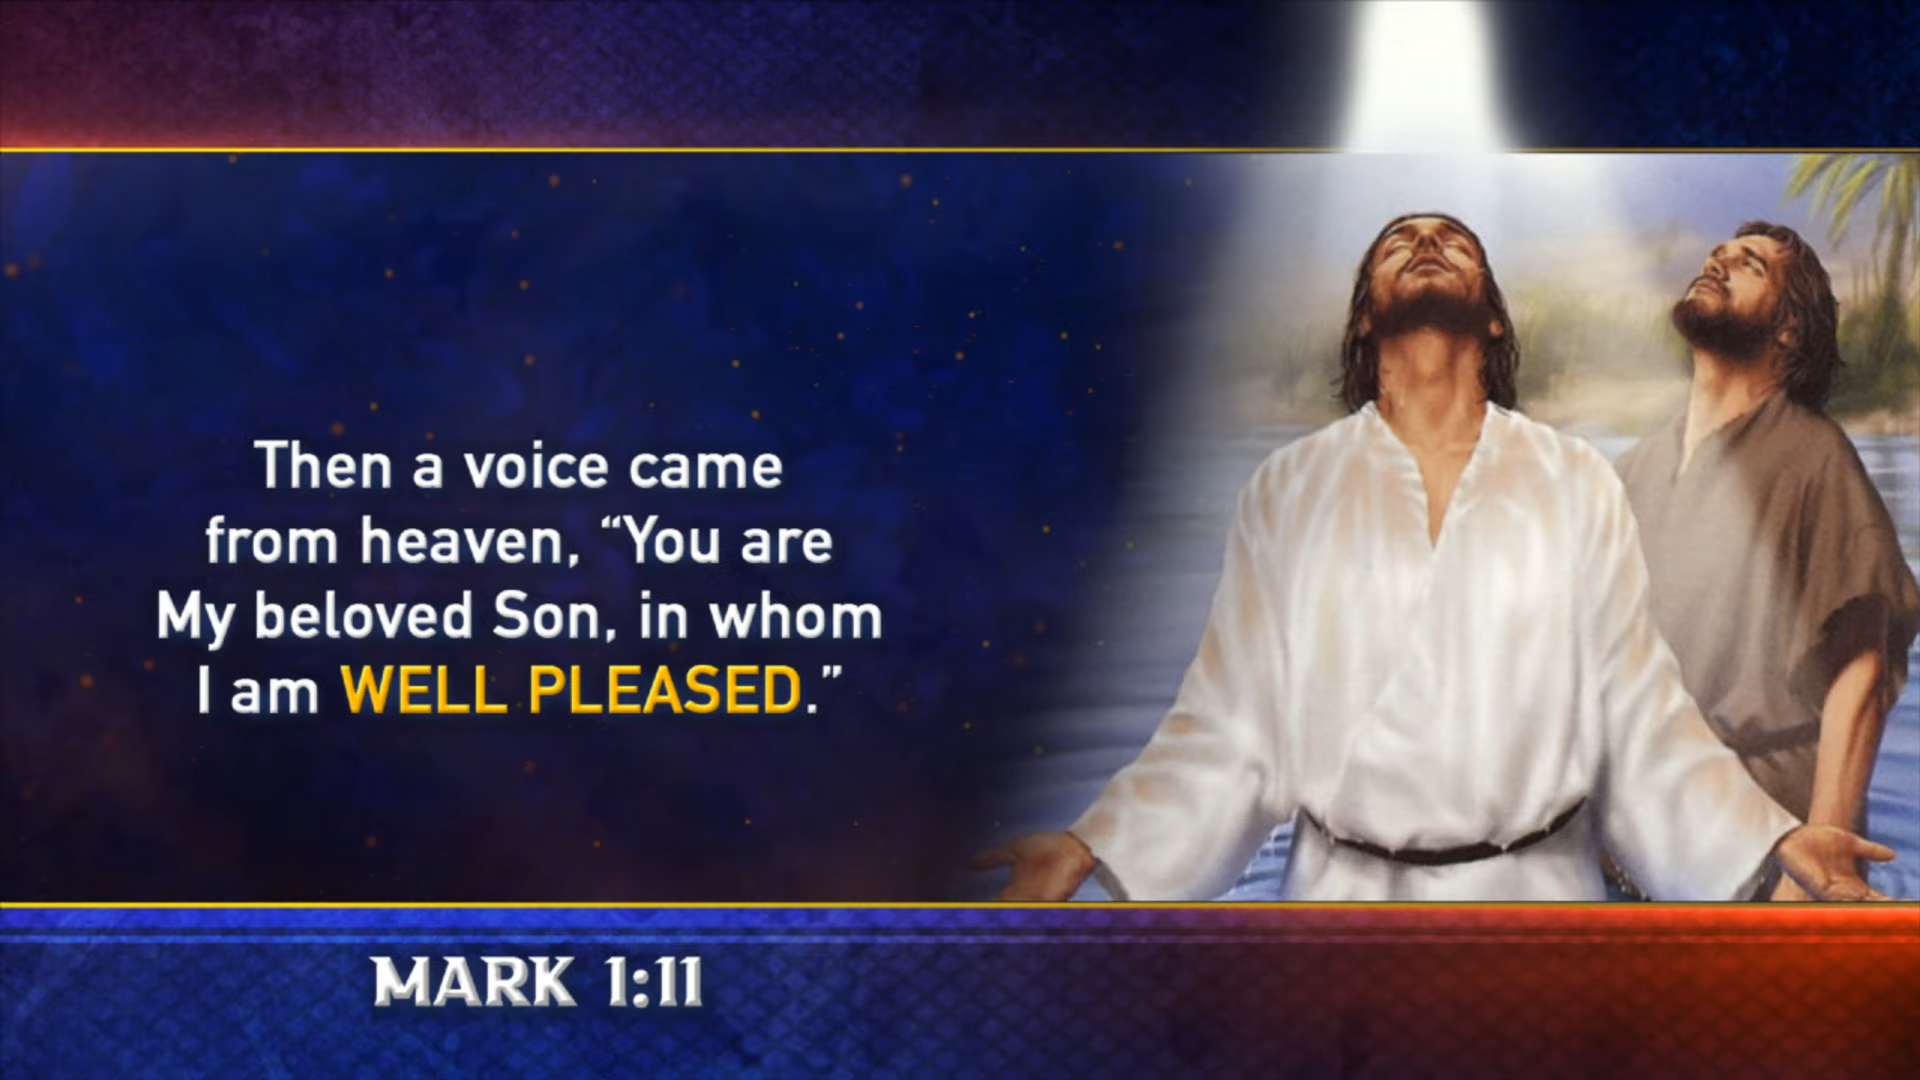 Then a voice came
from heaven, “You are
My beloved Son, in whom
I am WELL PLEASED.”
MARK 1:11